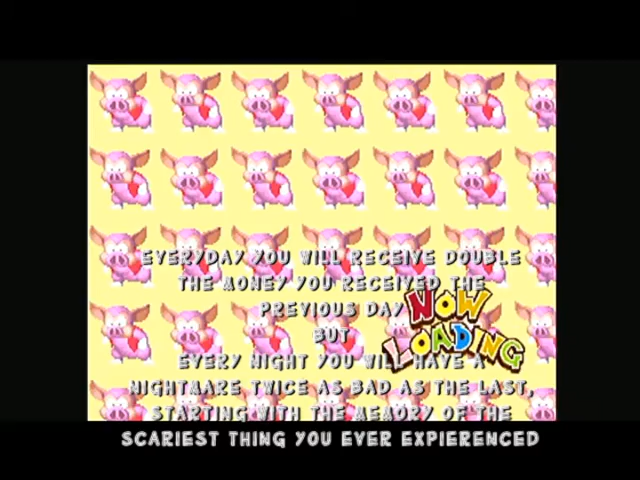 EVERYDAY YOU WILL RECEIVE DOUBLE
THE MONEY YOU RECEIVED THE
PREVIOUS DAY
BUT
EVERY NIGHT YOU WILL HAVE A
NIGHTMARE TWICE AS BAD AS THE LAST,
STARTING WITH THE MEMORY OF THE
SCARIEST THING YOU EVER EXPIERENCED
NOW
LOADING